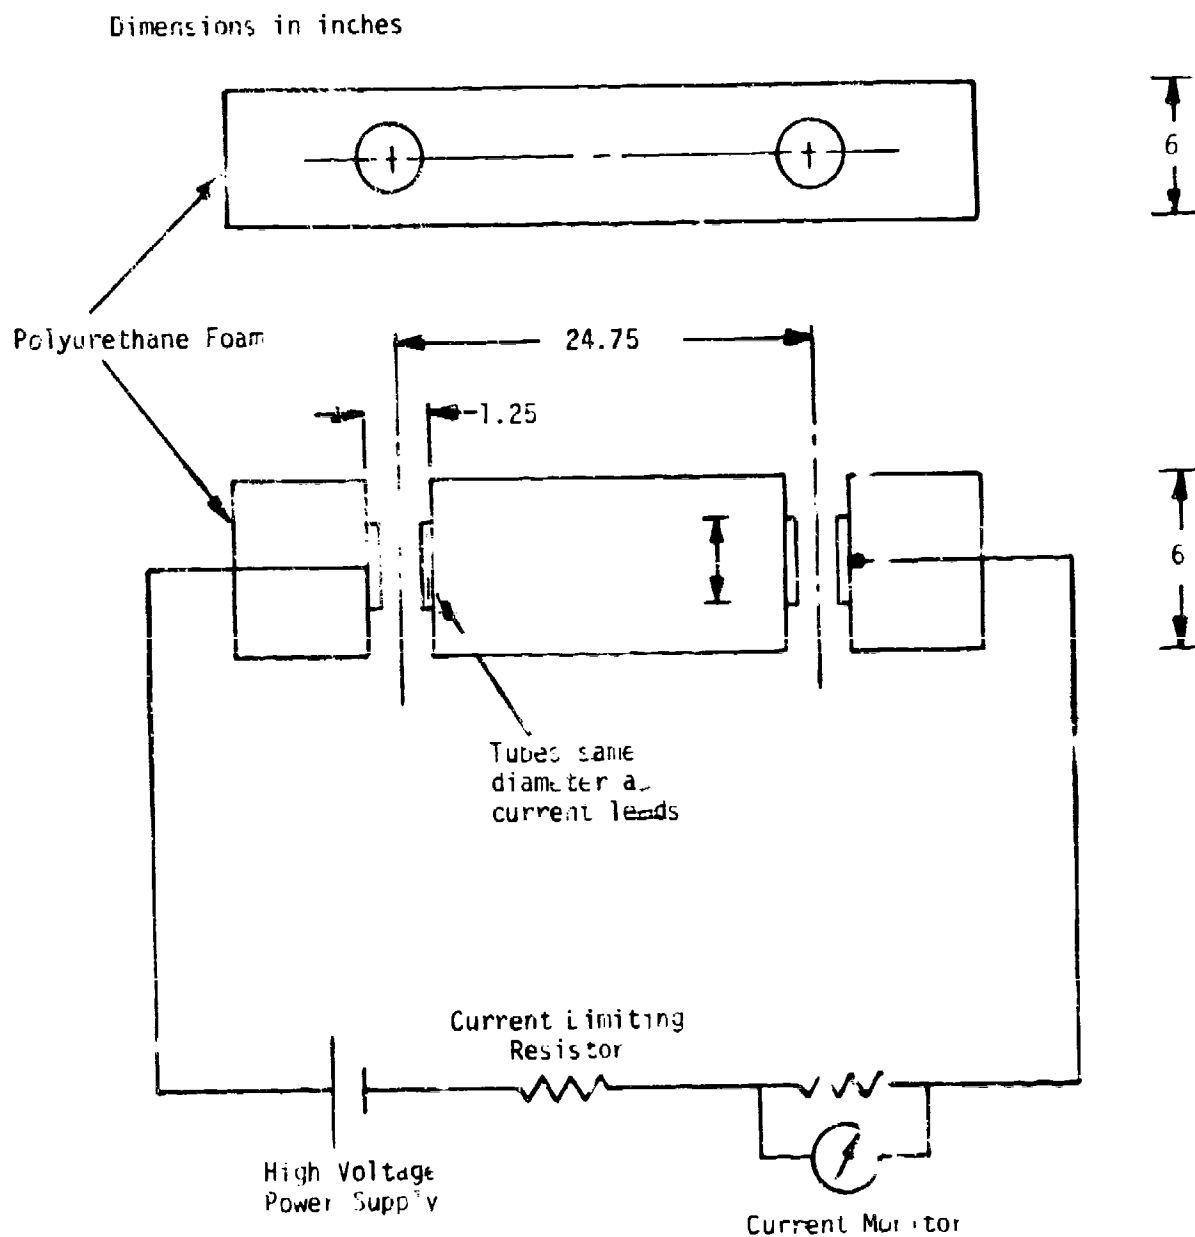 Dimensions in inches
6
Polyurethane Foam
24.75
1.25
6
Tubes same
diameter a
current leads
Current Limiting
Resistor
High Voltage
Power Supply
Current Monitor